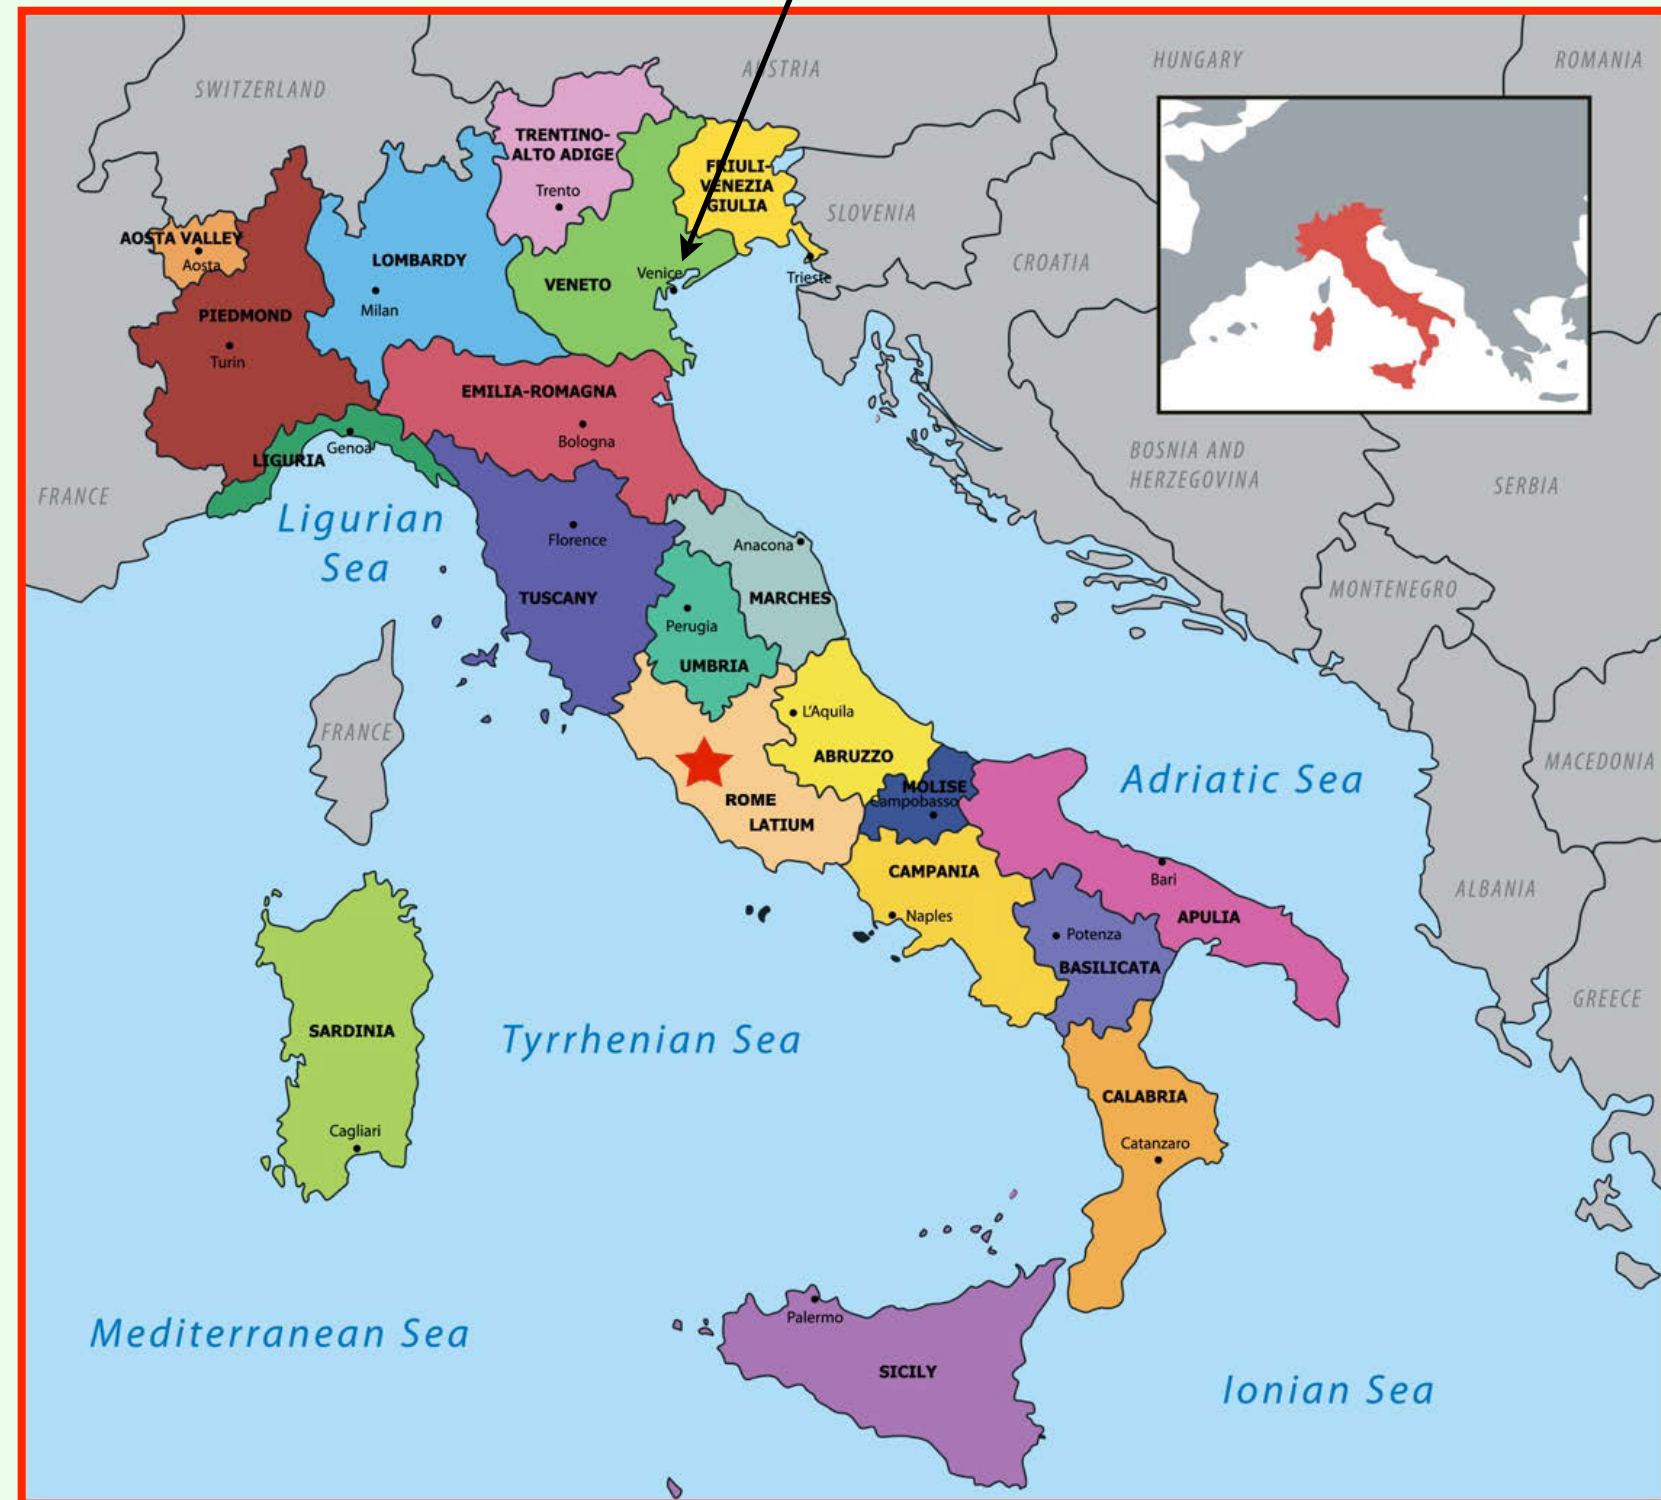 SWITZERLAND
AUSTRIA
HUNGARY
ROMANIA
TRENTINO-
ALTO ADIGE
Trento
FRIULI-
VENEZIA
GIULIA
SLOVENIA
AOSTA VALLEY
Aosta
LOMBARDY
Milan
VENETO
Venice
Trieste
CROATIA
PIEDMOND
Turin
EMILIA-ROMAGNA
Bologna
Genoa
LIGURIA
BOSNIA AND
HERZEGOVINA
SERBIA
FRANCE
Ligurian
Sea
Florence
TUSCANY
Anacona
MARCHES
Perugia
UMBRIA
MONTENEGRO
FRANCE
L'Aquila
ABRUZZO
MOLISE
Campobasso
ROME
LATIUM
Adriatic Sea
MACEDONIA
CAMPANIA
Naples
Bari
APULIA
ALBANIA
Potenza
BASILICATA
GREECE
SARDINIA
Cagliari
Tyrrhenian Sea
CALABRIA
Catanzaro
Mediterranean Sea
Palermo
SICILY
Ionian Sea